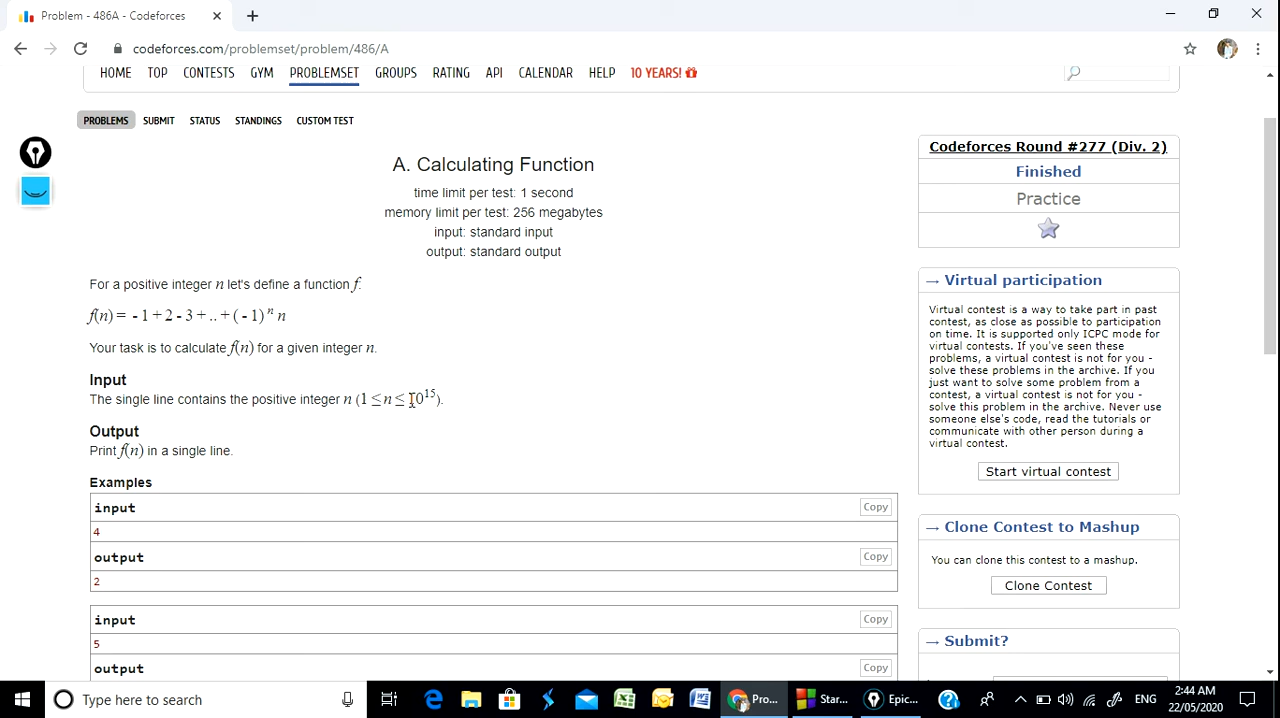 Problem - 486A - Codeforces
codeforces.com/problemset/problem/486/A
HOME TOP CONTESTS GYM PROBLEMSET GROUPS RATING API CALENDAR HELP 10 YEARS!
PROBLEMS SUBMIT STATUS STANDINGS CUSTOM TEST
A. Calculating Function
time limit per test: 1 second
memory limit per test: 256 megabytes
input: standard input
output: standard output
For a positive integer n let's define a function f:
f(n) = - 1 + 2 - 3 + .. + ( - 1)ⁿn
Your task is to calculate f(n) for a given integer n.
Input
The single line contains the positive integer n (1 ≤ n ≤ 10¹⁵).
Output
Print f(n) in a single line.
Examples
input
Copy
4
output
Copy
2
input
Copy
5
output
Copy
Codeforces Round #277 (Div. 2)
Finished
Practice
→ Virtual participation
Virtual contest is a way to take part in past
contest, as close as possible to participation
on time. It is supported only ICPC mode for
virtual contests. If you've seen these
problems, a virtual contest is not for you -
solve these problems in the archive. If you
just want to solve some problem from a
contest, a virtual contest is not for you -
solve this problem in the archive. Never use
someone else's code, read the tutorials or
communicate with other person during a
virtual contest.
Start virtual contest
→ Clone Contest to Mashup
You can clone this contest to a mashup.
Clone Contest
→ Submit?
Type here to search
Pro...
Star...
Epic...
ENG
2:44 AM
22/05/2020